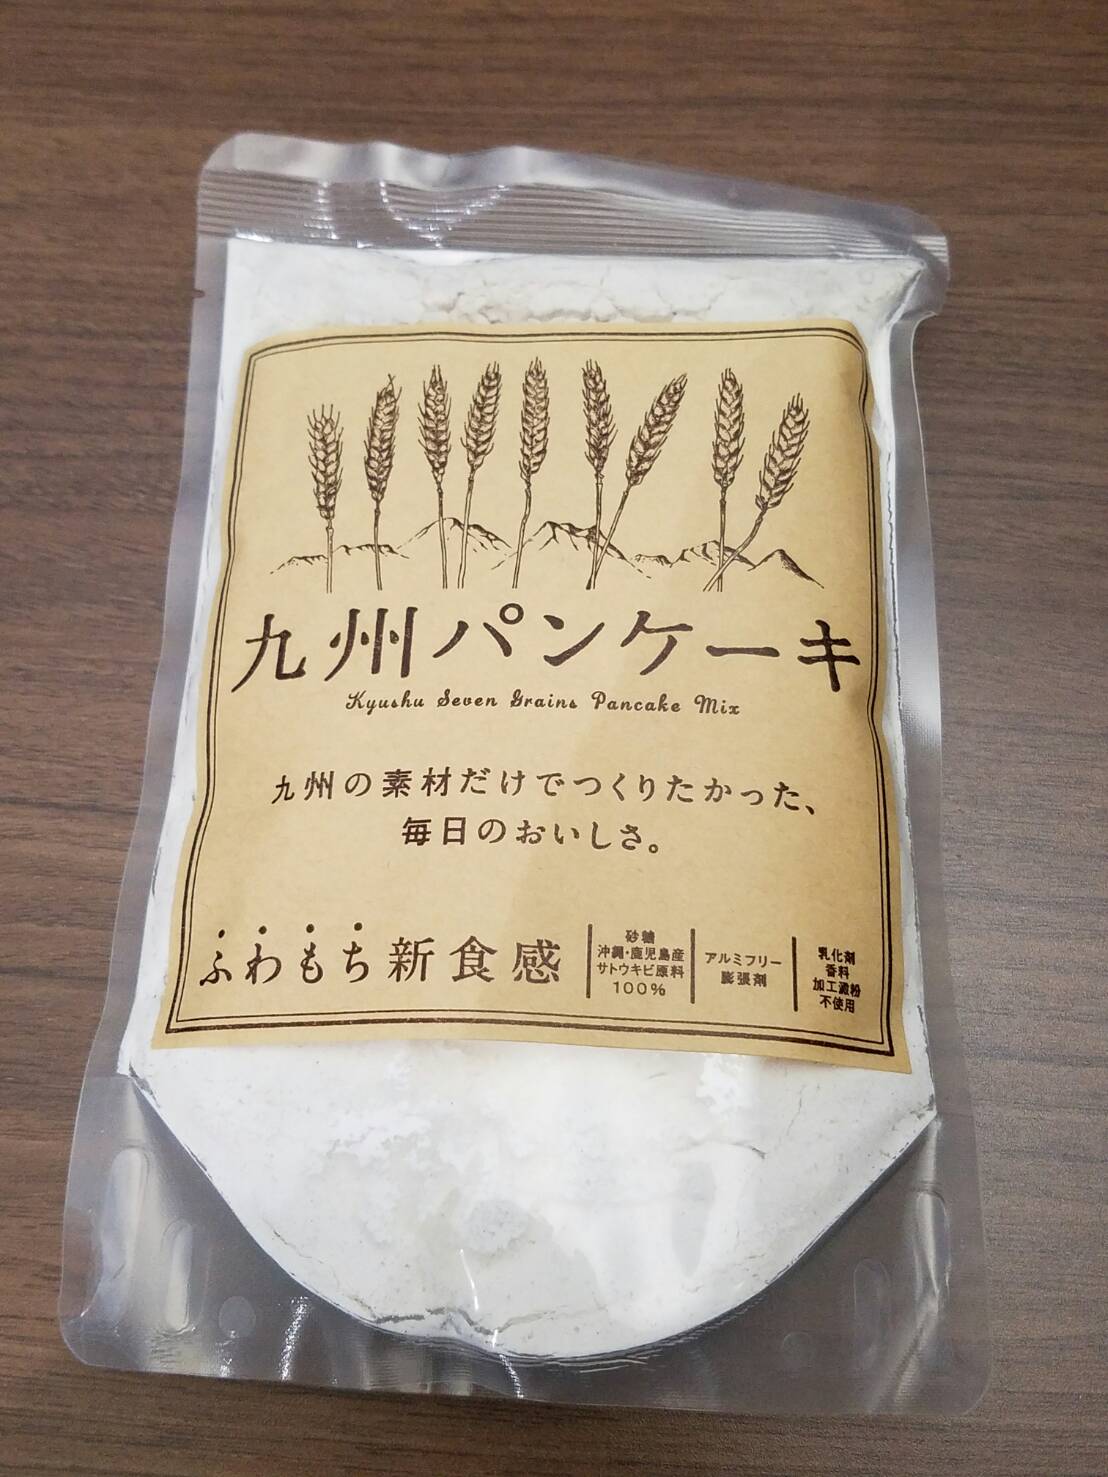 九州パンケーキ
Kyushu Seven Grains Pancake Mix
九州の素材だけでつくりたかった、
毎日のおいしさ。
ふわもち新食感
砂糖
沖縄・鹿児島産
サトウキビ原料
100%
アルミフリー
膨張剤
乳化剤
香料
加工澱粉
不使用